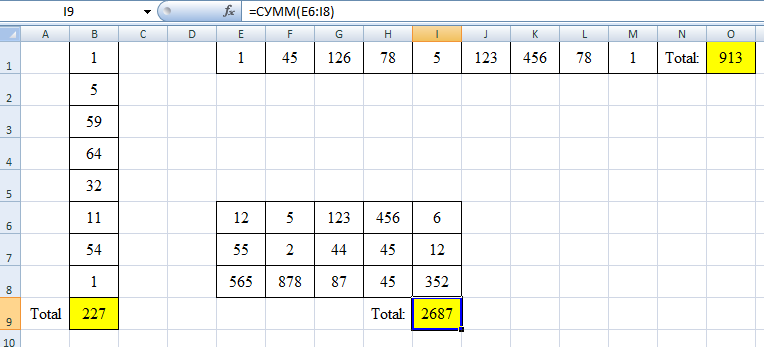 I9 fx =СУММ(E6:I8)
A B C D E F G H I J K L M N O
1 1 1 45 126 78 5 123 456 78 1 Total: 913
2 5
3 59
4 64
5 32
6 11 12 5 123 456 6
7 54 55 2 44 45 12
8 1 565 878 87 45 352
9 Total 227 Total: 2687
10